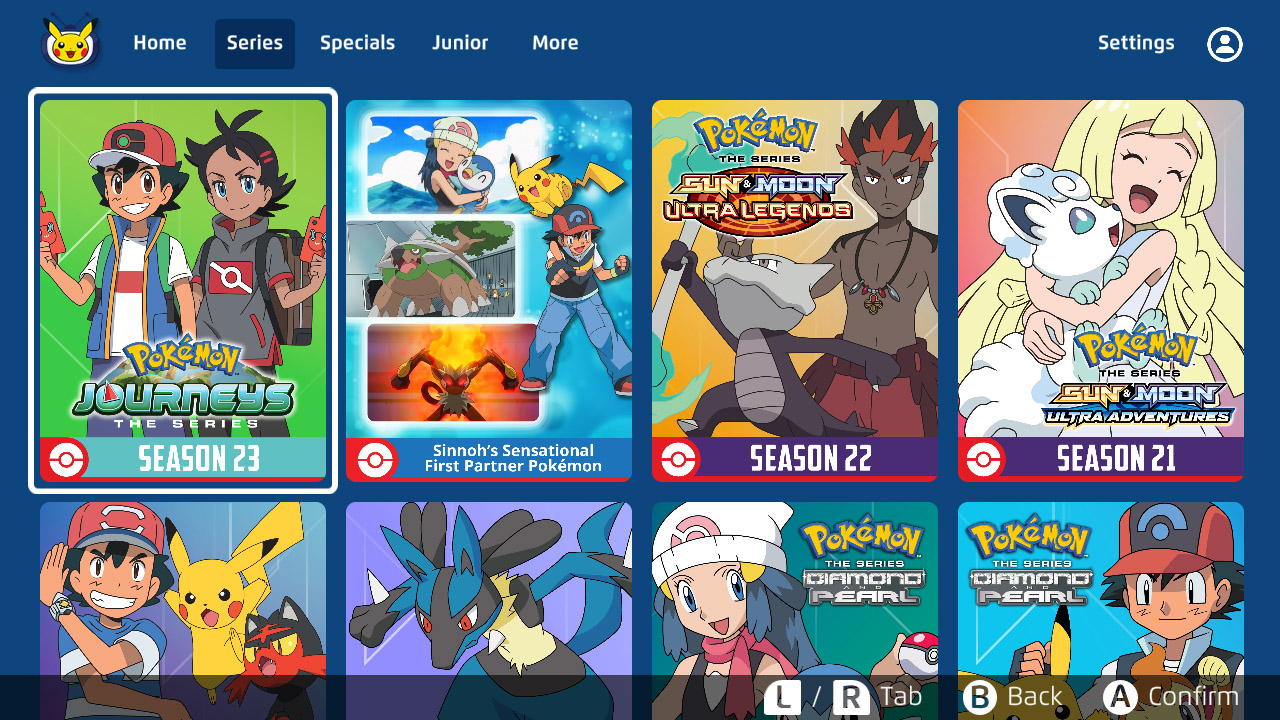 Home
Series
Specials
Junior
More
Settings
POKÉMON
JOURNEYS
THE SERIES
SEASON 23
Sinnoh's Sensational
First Partner Pokémon
POKÉMON
THE SERIES
SUN & MOON
ULTRA LEGENDS
SEASON 22
POKÉMON
THE SERIES
SUN & MOON
ULTRA ADVENTURES
SEASON 21
POKÉMON
THE SERIES
DIAMOND
AND
PEARL
POKÉMON
THE SERIES
DIAMOND
AND
PEARL
L / R Tab
B Back
A Confirm